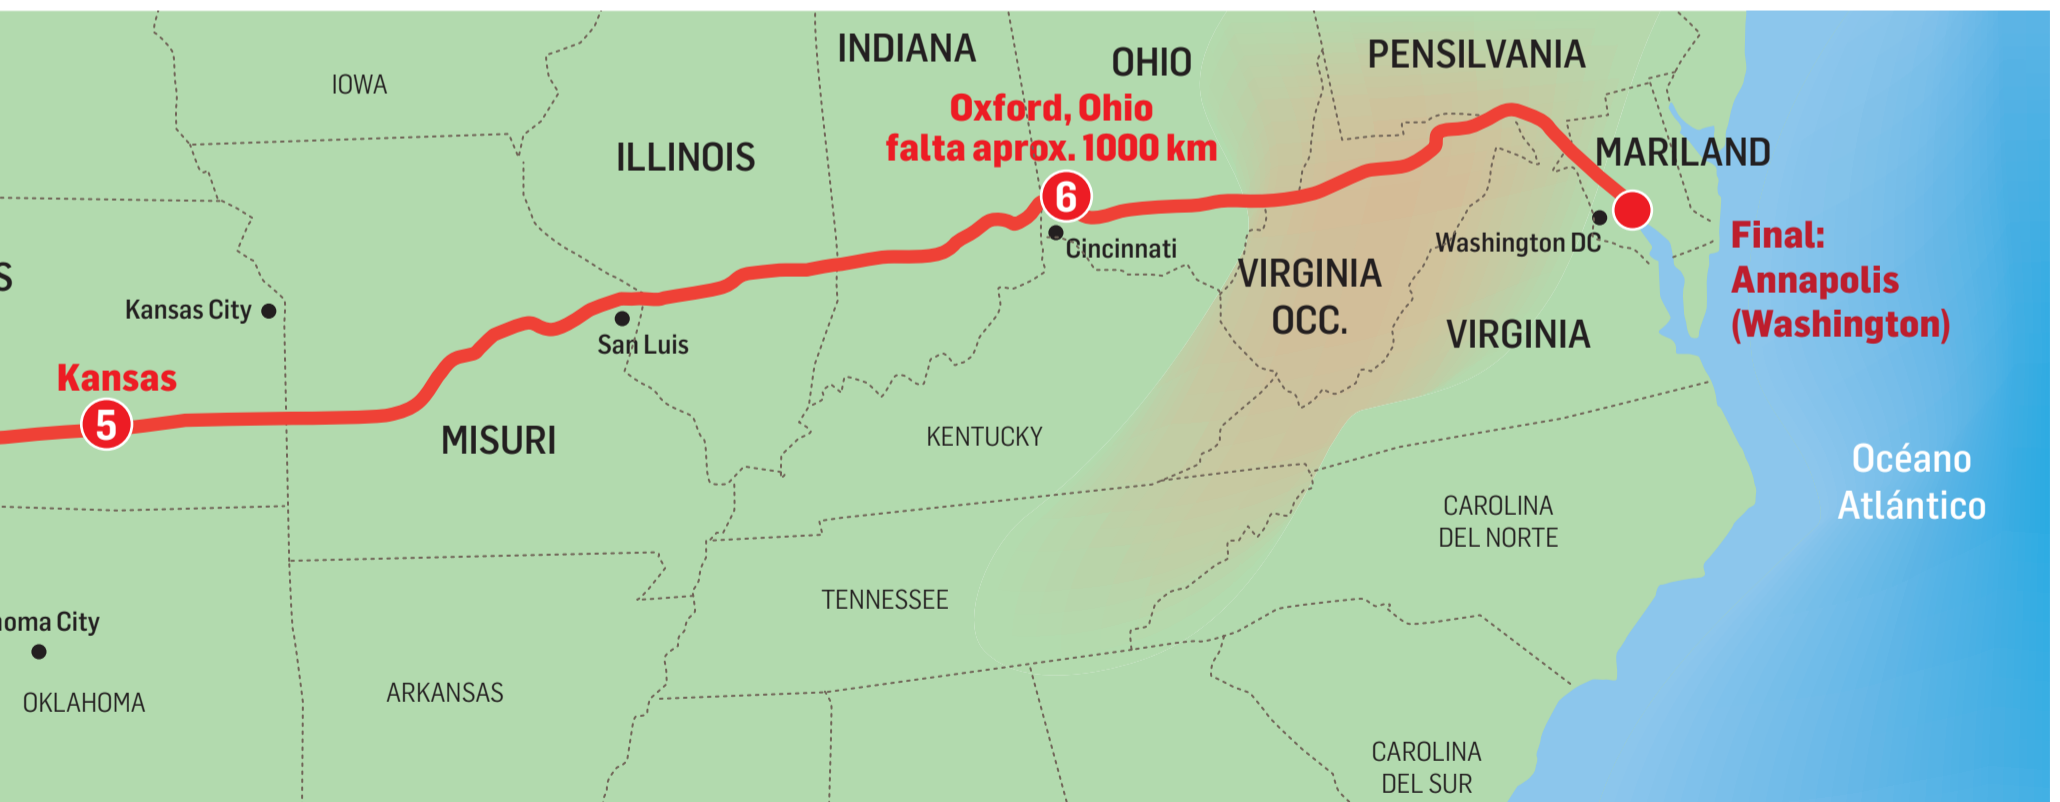 INDIANA
OHIO
PENSILVANIA
IOWA
Oxford, Ohio
falta aprox. 1000 km
ILLINOIS
MARILAND
6
Washington DC
Cincinnati
Final:
Annapolis
(Washington)
S
Kansas City
San Luis
VIRGINIA
OCC.
VIRGINIA
Kansas
5
MISURI
KENTUCKY
Océano
Atlántico
CAROLINA
DEL NORTE
TENNESSEE
oma City
OKLAHOMA
ARKANSAS
CAROLINA
DEL SUR